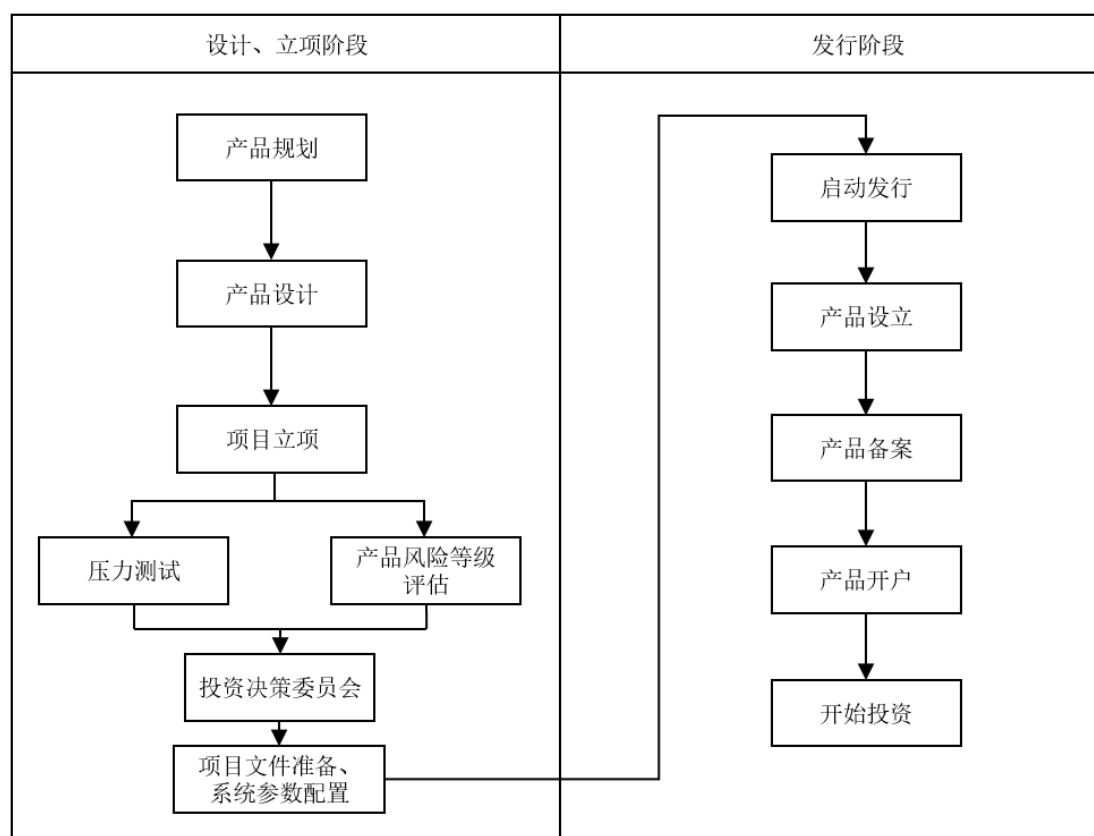 设计、立项阶段
发行阶段
产品规划
产品设计
项目立项
压力测试
产品风险等级
评估
投资决策委员会
项目文件准备、
系统参数配置
启动发行
产品设立
产品备案
产品开户
开始投资